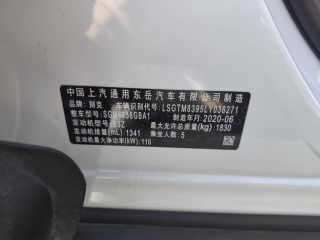 中国上汽通用东岳汽车有限公司制造
品牌：别克 车辆识别代号：LSGTM8395LY036271
整车型号：SGM6456GBA1 制造年月：2020-06
发动机型号：L3Z 最大允许总质量(kg)：1830
发动机排量(mL)：1341 乘坐人数：5
发动机最大净功率(kW)：116